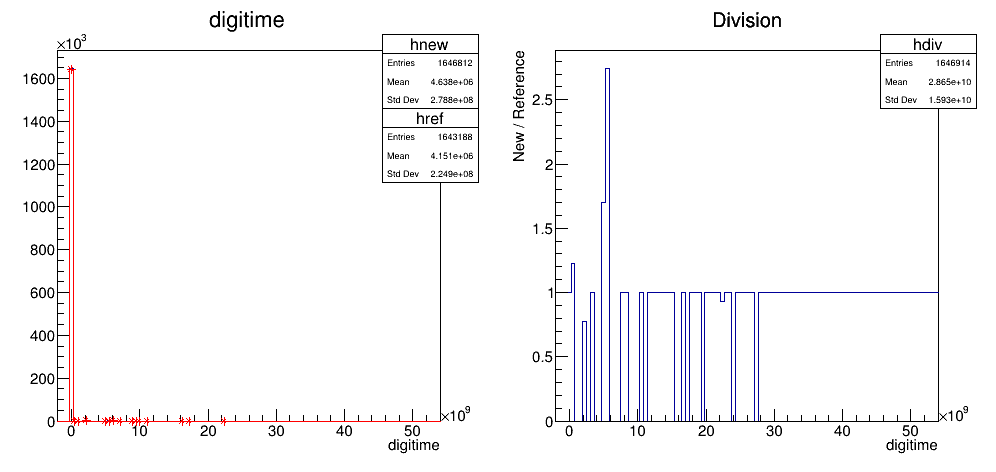 digitime
×10³
hnew
Entries 1646812
Mean 4.638e+06
Std Dev 2.788e+08
href
Entries 1643188
Mean 4.151e+06
Std Dev 2.249e+08
1600
1400
1200
1000
800
600
400
200
0
0 10 20 30 40 50
×10⁹
digitime
Division
hdiv
Entries 1646914
Mean 2.865e+10
Std Dev 1.593e+10
New / Reference
2.5
2
1.5
1
0.5
0
0 10 20 30 40 50
×10⁹
digitime